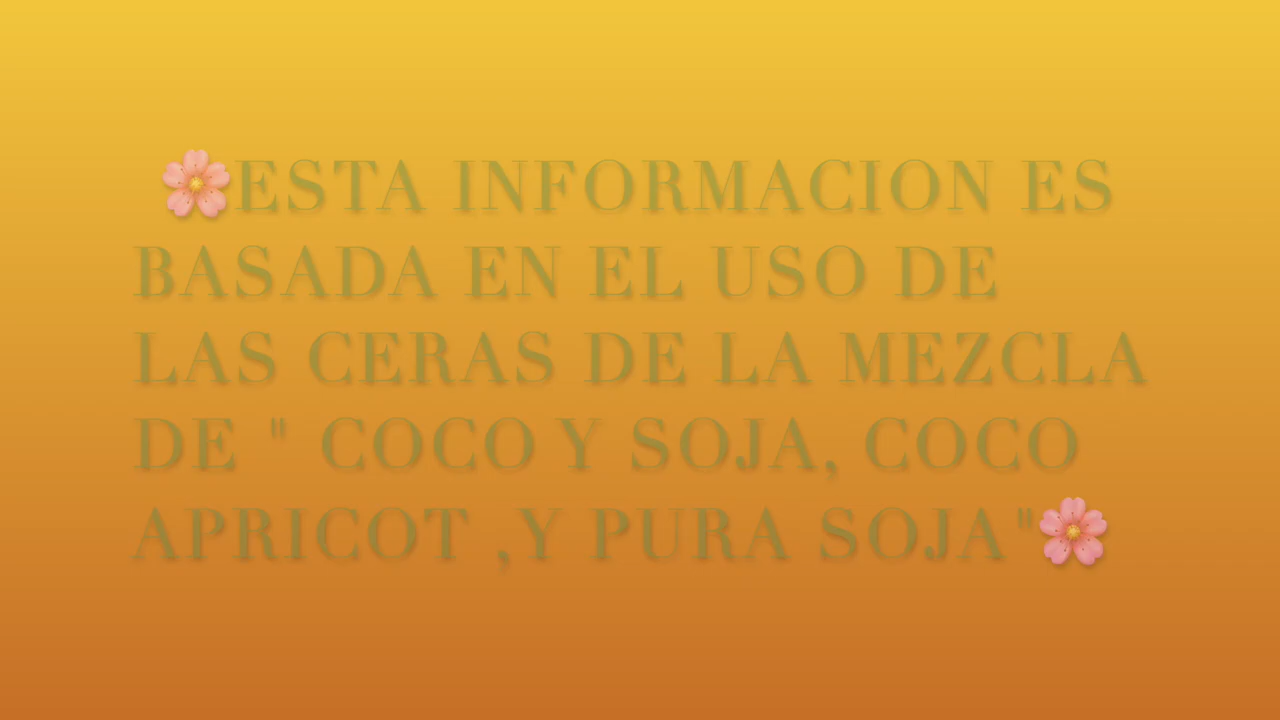 🌸ESTA INFORMACION ES
BASADA EN EL USO DE
LAS CERAS DE LA MEZCLA
DE " COCO Y SOJA, COCO
APRICOT ,Y PURA SOJA"🌸